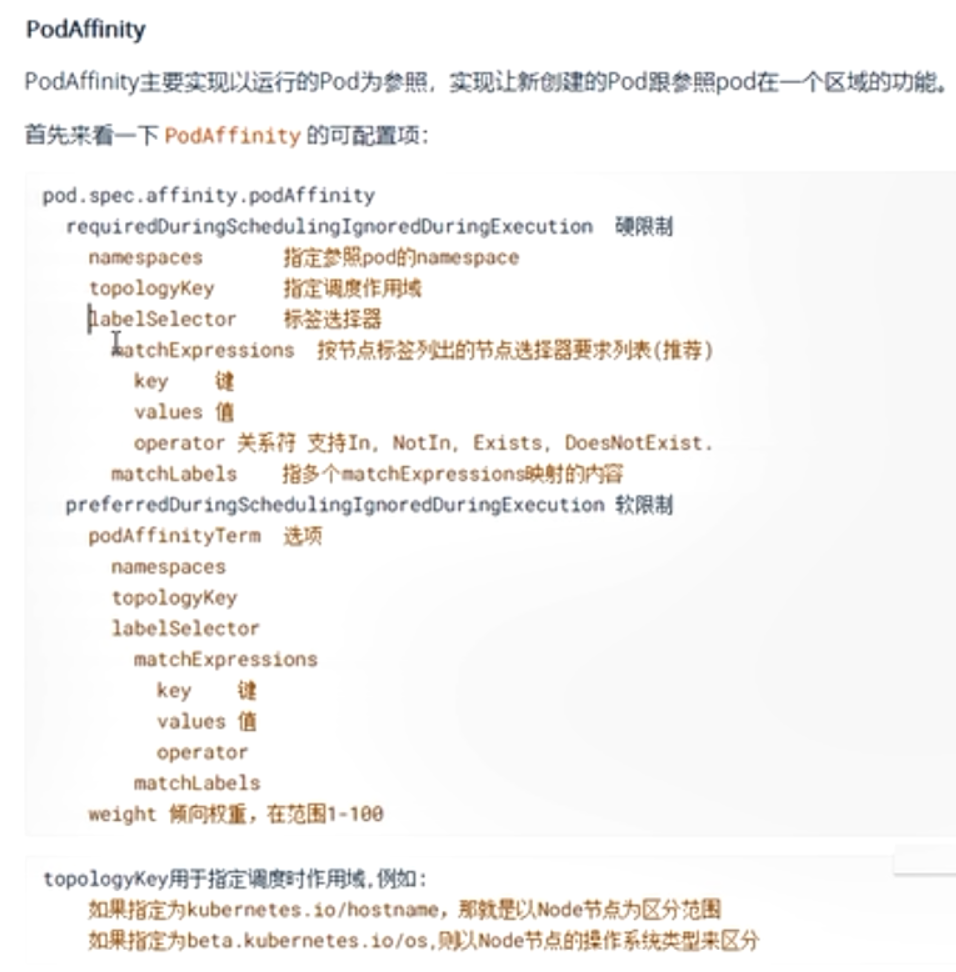 PodAffinity
PodAffinity主要实现以运行的Pod为参照，实现让新创建的Pod跟参照pod在一个区域的功能。
首先来看一下 PodAffinity 的可配置项：
pod.spec.affinity.podAffinity
requiredDuringSchedulingIgnoredDuringExecution 硬限制
namespaces 指定参照pod的namespace
topologyKey 指定调度作用域
labelSelector 标签选择器
matchExpressions 按节点标签列出的节点选择器要求列表(推荐)
key 键
values 值
operator 关系符 支持In, NotIn, Exists, DoesNotExist.
matchLabels 指多个matchExpressions映射的内容
preferredDuringSchedulingIgnoredDuringExecution 软限制
podAffinityTerm 选项
namespaces
topologyKey
labelSelector
matchExpressions
key 键
values 值
operator
matchLabels
weight 倾向权重，在范围1-100
topologyKey用于指定调度时作用域,例如:
如果指定为kubernetes.io/hostname，那就是以Node节点为区分范围
如果指定为beta.kubernetes.io/os,则以Node节点的操作系统类型来区分